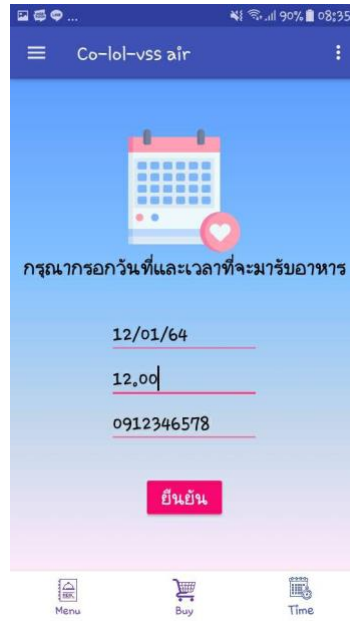 ... 90% 08:35
Co-lol-vss air
กรุณากรอกวันที่และเวลาที่จะมารับอาหาร
12/01/64
12.00
0912346578
ยืนยัน
Menu Buy Time